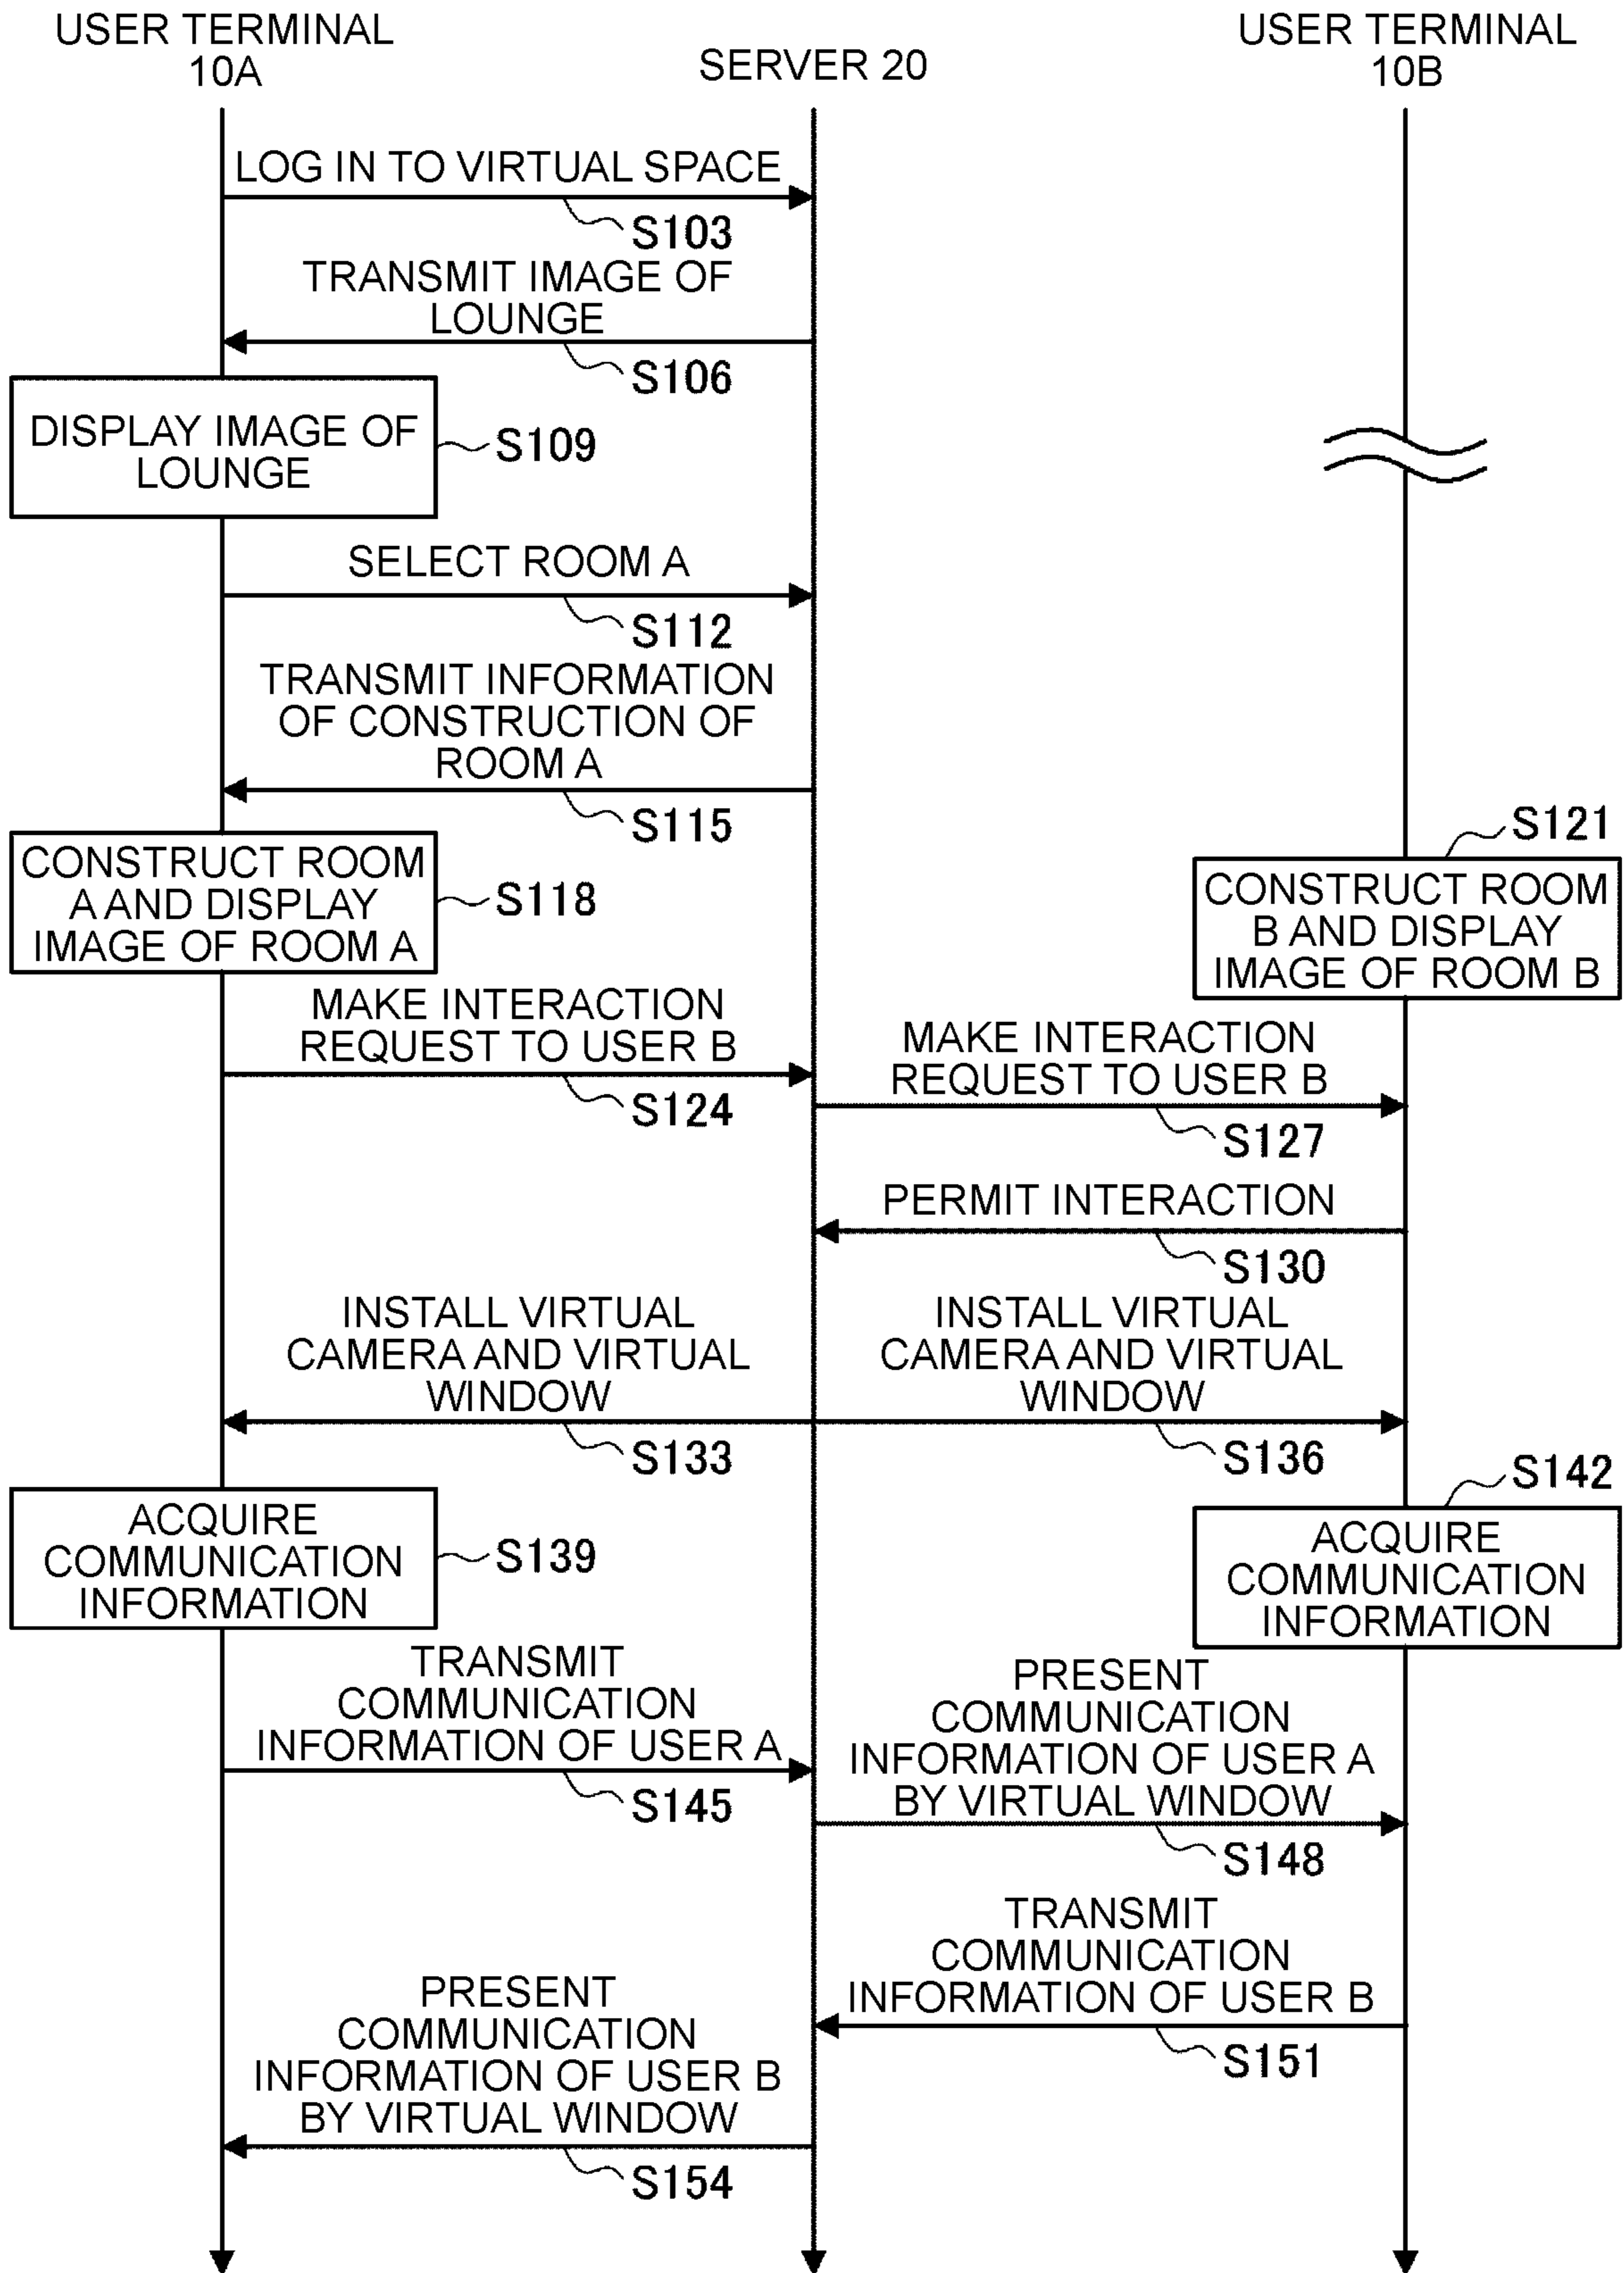 USER TERMINAL
10A
SERVER 20
USER TERMINAL
10B
LOG IN TO VIRTUAL SPACE
S103
TRANSMIT IMAGE OF
LOUNGE
S106
DISPLAY IMAGE OF
LOUNGE
S109
SELECT ROOM A
S112
TRANSMIT INFORMATION
OF CONSTRUCTION OF
ROOM A
S115
CONSTRUCT ROOM
A AND DISPLAY
IMAGE OF ROOM A
S118
S121
CONSTRUCT ROOM
B AND DISPLAY
IMAGE OF ROOM B
MAKE INTERACTION
REQUEST TO USER B
S124
MAKE INTERACTION
REQUEST TO USER B
S127
PERMIT INTERACTION
S130
INSTALL VIRTUAL
CAMERA AND VIRTUAL
WINDOW
S133
INSTALL VIRTUAL
CAMERA AND VIRTUAL
WINDOW
S136
ACQUIRE
COMMUNICATION
INFORMATION
S139
S142
ACQUIRE
COMMUNICATION
INFORMATION
TRANSMIT
COMMUNICATION
INFORMATION OF USER A
S145
PRESENT
COMMUNICATION
INFORMATION OF USER A
BY VIRTUAL WINDOW
S148
TRANSMIT
COMMUNICATION
INFORMATION OF USER B
S151
PRESENT
COMMUNICATION
INFORMATION OF USER B
BY VIRTUAL WINDOW
S154